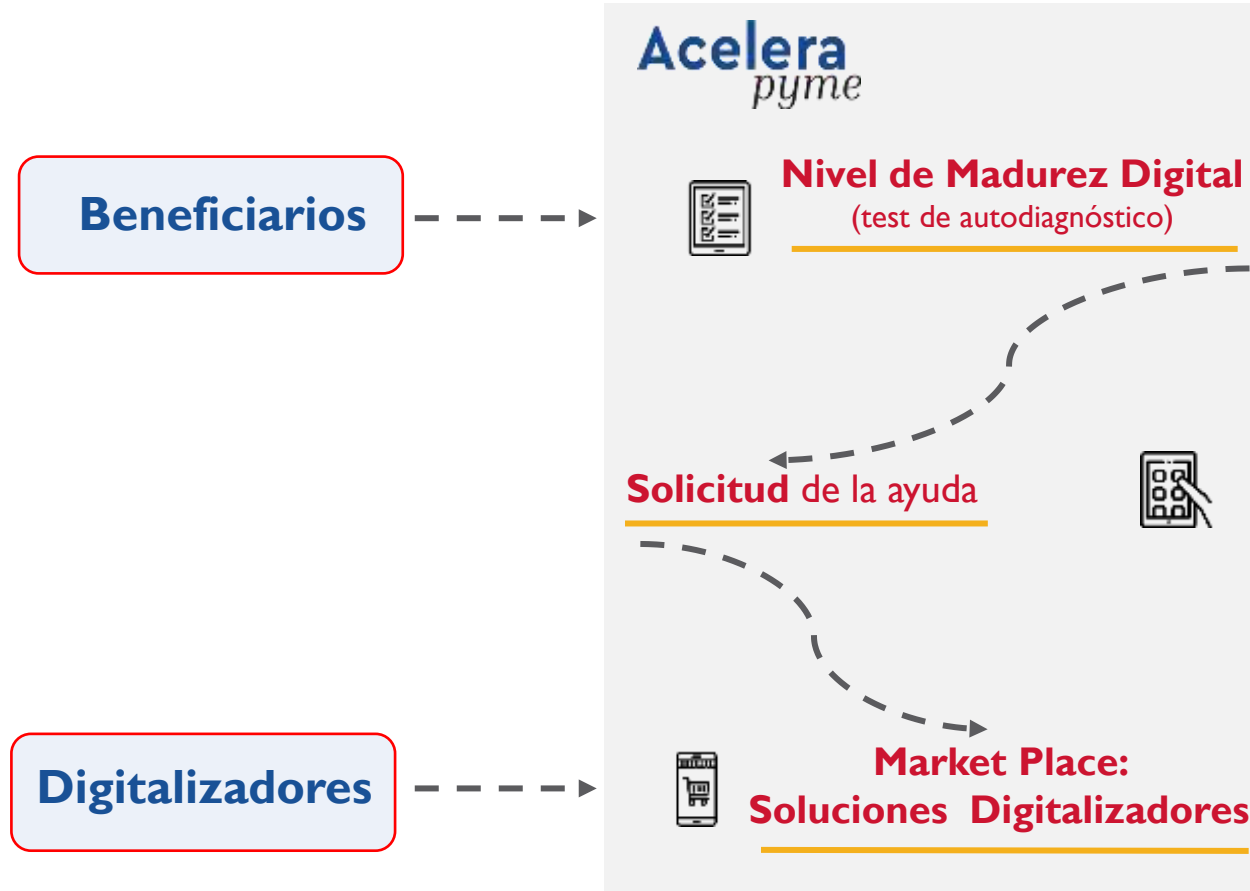 Acelera
pyme
Beneficiarios
Nivel de Madurez Digital
(test de autodiagnóstico)
Solicitud de la ayuda
Digitalizadores
Market Place:
Soluciones Digitalizadores